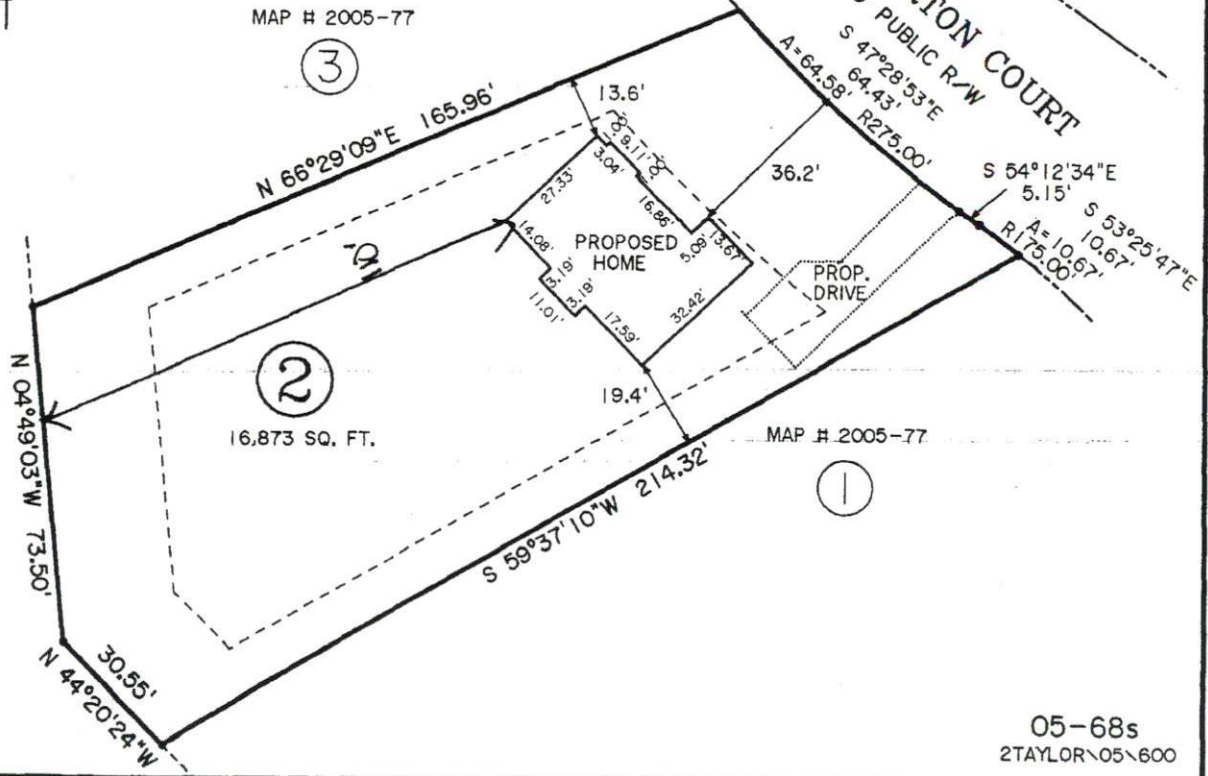 MAP # 2005-77
3
TON COURT
PUBLIC R/W
S 47°28'53"E
64.43'
A=64.58'
R275.00'
N 66°29'09"E 165.96'
13.6'
9.11'
3.04'
27.33'
16.86'
36.2'
S 54°12'34"E
5.15'
S 53°25'47"E
10.67'
A=10.67'
R175.00'
14.08'
PROPOSED
HOME
5.09'
13.67'
3.19'
11.01'
3.18'
17.59'
32.42'
PROP.
DRIVE
2
16,873 SQ. FT.
19.4'
MAP # 2005-77
1
N 04°49'03"W 73.50'
S 59°37'10"W 214.32'
30.55'
N 44°20'24"W
05-68s
2TAYLOR\05\600